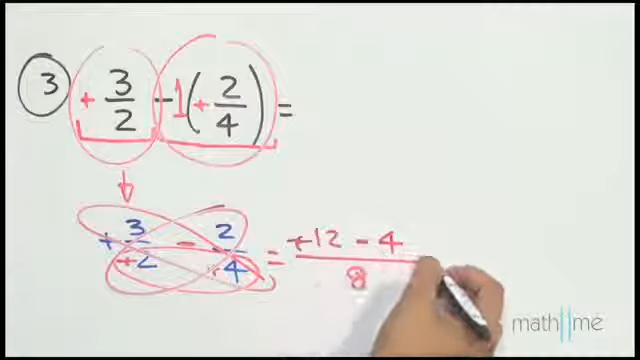 3 + 3/2 - 1(+ 2/4) =
+ 3/+2 - 2/+4 = +12 - 4/8
math||me